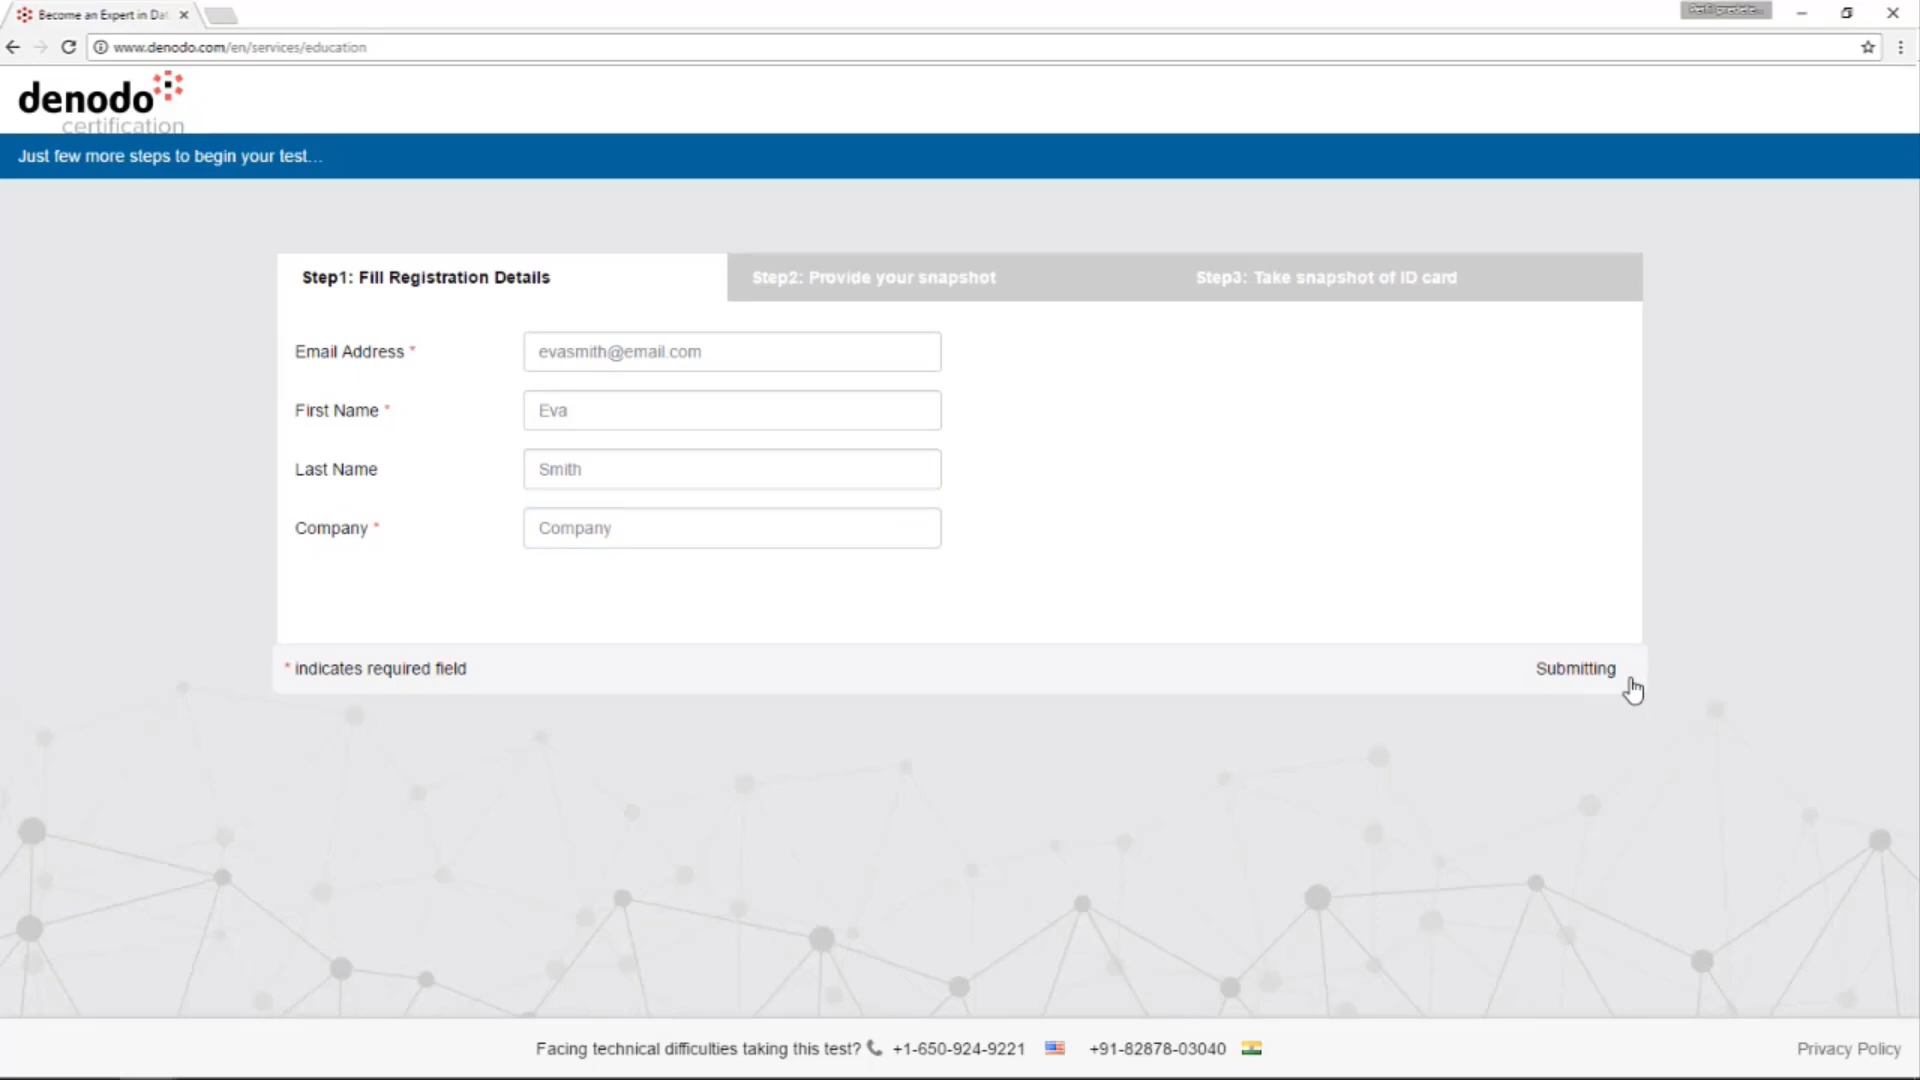 Become an Expert in Da
www.denodo.com/en/services/education
denodo
certification
Just few more steps to begin your test...
Step1: Fill Registration Details
Step2: Provide your snapshot
Step3: Take snapshot of ID card
Email Address *
evasmith@email.com
First Name *
Eva
Last Name
Smith
Company *
Company
* indicates required field
Submitting
Facing technical difficulties taking this test? +1-650-924-9221 +91-82878-03040
Privacy Policy